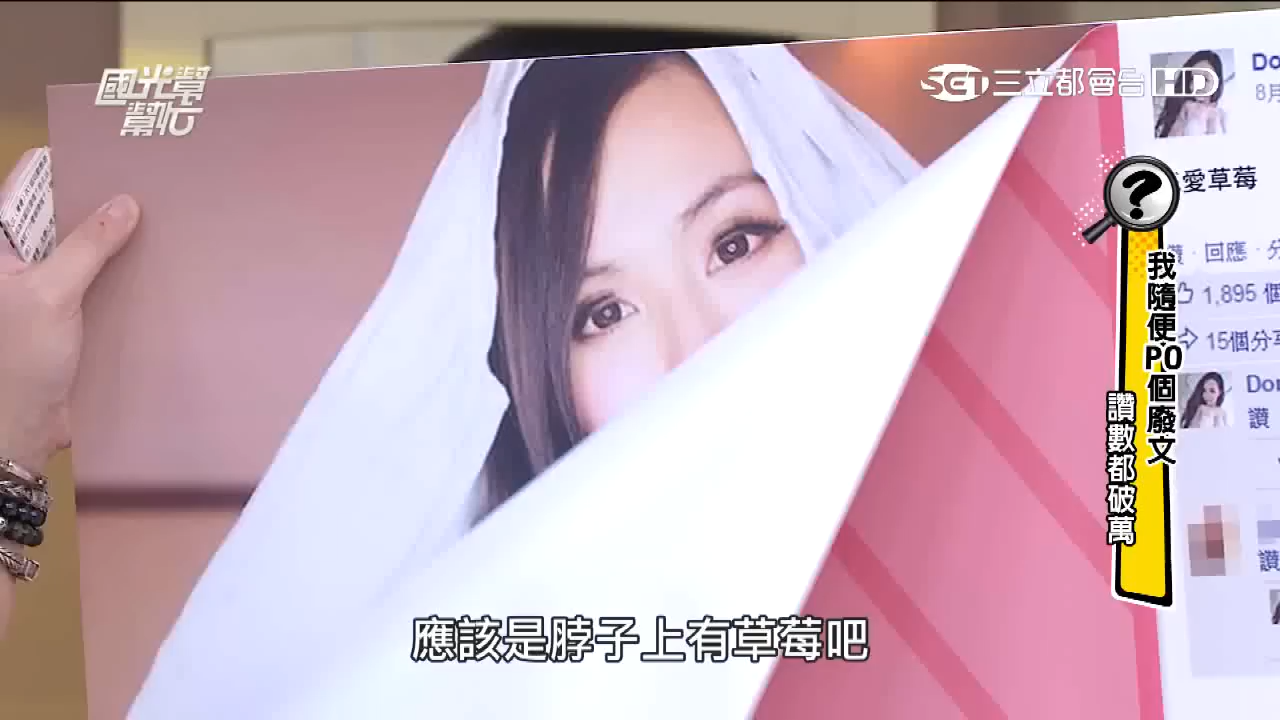 國光幫
幫忙
SET三立都會台HD
Do
8月
愛草莓
讚·回應·分
1,895 個
15個分享
Dor
讚
讚
?
我隨便PO個廢文
讚數都破萬
應該是脖子上有草莓吧